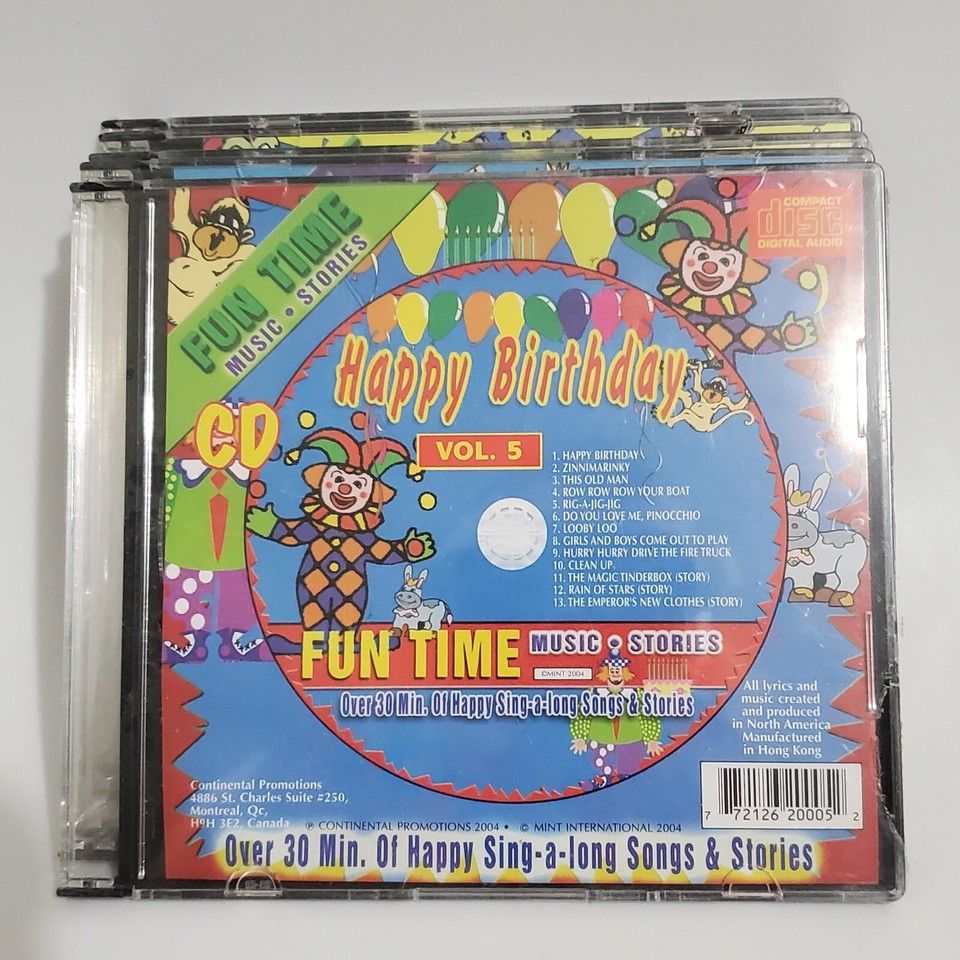 FUN TIME
MUSIC • STORIES
COMPACT
disc
DIGITAL AUDIO
CD
Happy Birthday
VOL. 5
1. HAPPY BIRTHDAY
2. ZINNIMARINKY
3. THIS OLD MAN
4. ROW ROW ROW YOUR BOAT
5. RIG-A-JIG-JIG
6. DO YOU LOVE ME, PINOCCHIO
7. LOOBY LOO
8. GIRLS AND BOYS COME OUT TO PLAY
9. HURRY HURRY DRIVE THE FIRE TRUCK
10. CLEAN UP
11. THE MAGIC TINDERBOX (STORY)
12. RAIN OF STARS (STORY)
13. THE EMPEROR'S NEW CLOTHES (STORY)
FUN TIME MUSIC • STORIES
©MINT 2004
Over 30 Min. Of Happy Sing-a-long Songs & Stories
All lyrics and
music created
and produced
in North America
Manufactured
in Hong Kong
Continental Promotions
4886 St. Charles Suite #250,
Montreal, Qc,
H9H 3E2, Canada
℗ CONTINENTAL PROMOTIONS 2004 • © MINT INTERNATIONAL 2004
7 72126 20005 2
Over 30 Min. Of Happy Sing-a-long Songs & Stories